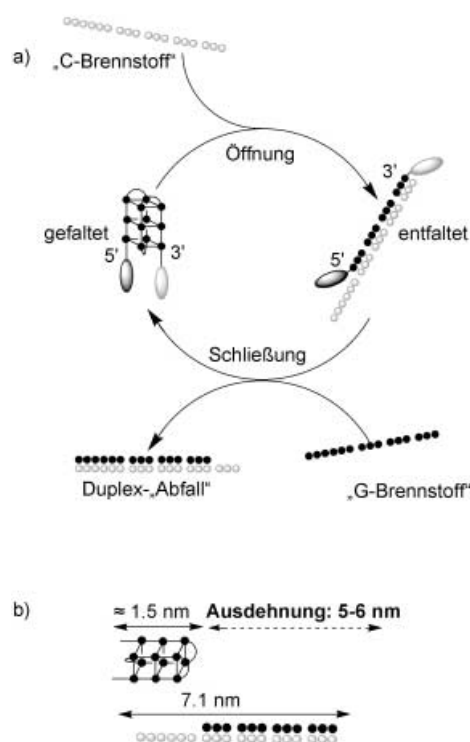 a)
„C-Brennstoff“
Öffnung
gefaltet
5'
3'
3'
entfaltet
5'
Schließung
Duplex-„Abfall“
„G-Brennstoff“
b)
≈ 1.5 nm
Ausdehnung: 5-6 nm
7.1 nm